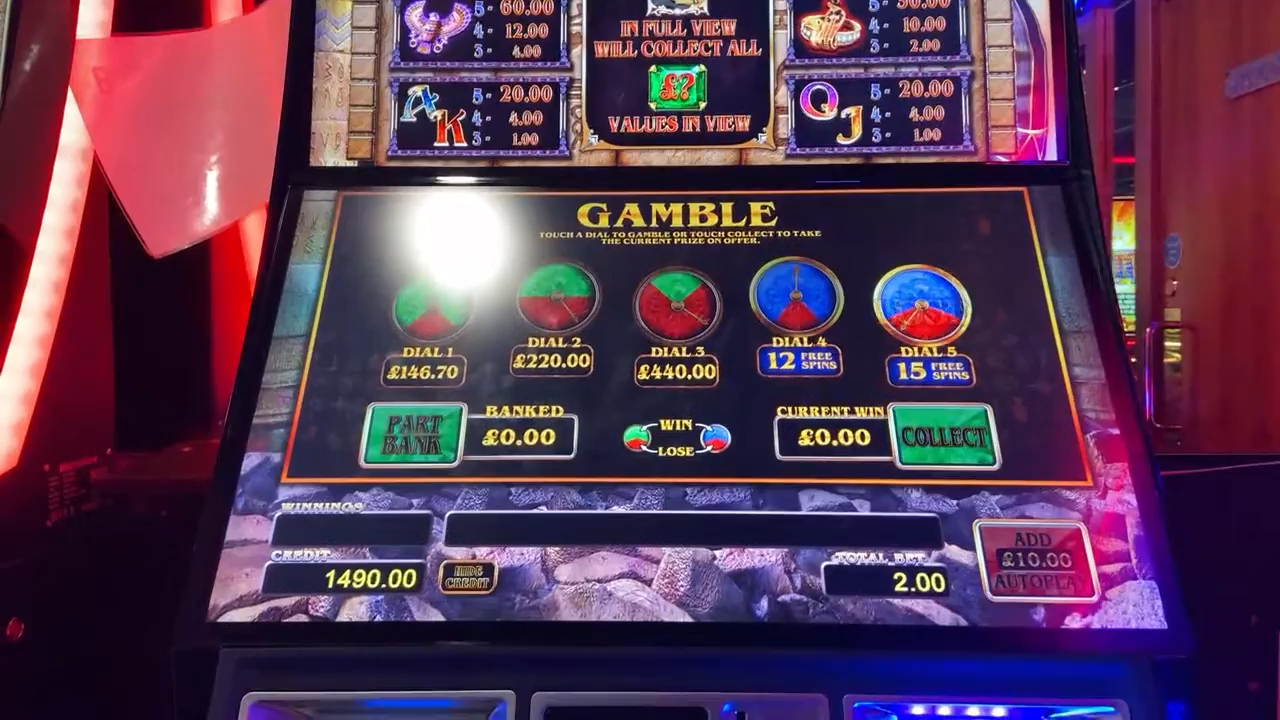 5- 60.00
4- 12.00
3- 4.00
IN FULL VIEW
WILL COLLECT ALL
£?
VALUES IN VIEW
4- 10.00
3- 2.00
A K
5- 20.00
4- 4.00
3- 1.00
Q J
5- 20.00
4- 4.00
3- 1.00
GAMBLE
TOUCH A DIAL TO GAMBLE OR TOUCH COLLECT TO TAKE
THE CURRENT PRIZE ON OFFER.
DIAL 1
£146.70
DIAL 2
£220.00
DIAL 3
£440.00
DIAL 4
12 FREE SPINS
DIAL 5
15 FREE SPINS
PART
BANK
BANKED
£0.00
WIN
LOSE
CURRENT WIN
£0.00
COLLECT
WINNINGS
CREDIT
1490.00
HIDE
CREDIT
TOTAL BET
2.00
ADD
£10.00
AUTOPLAY